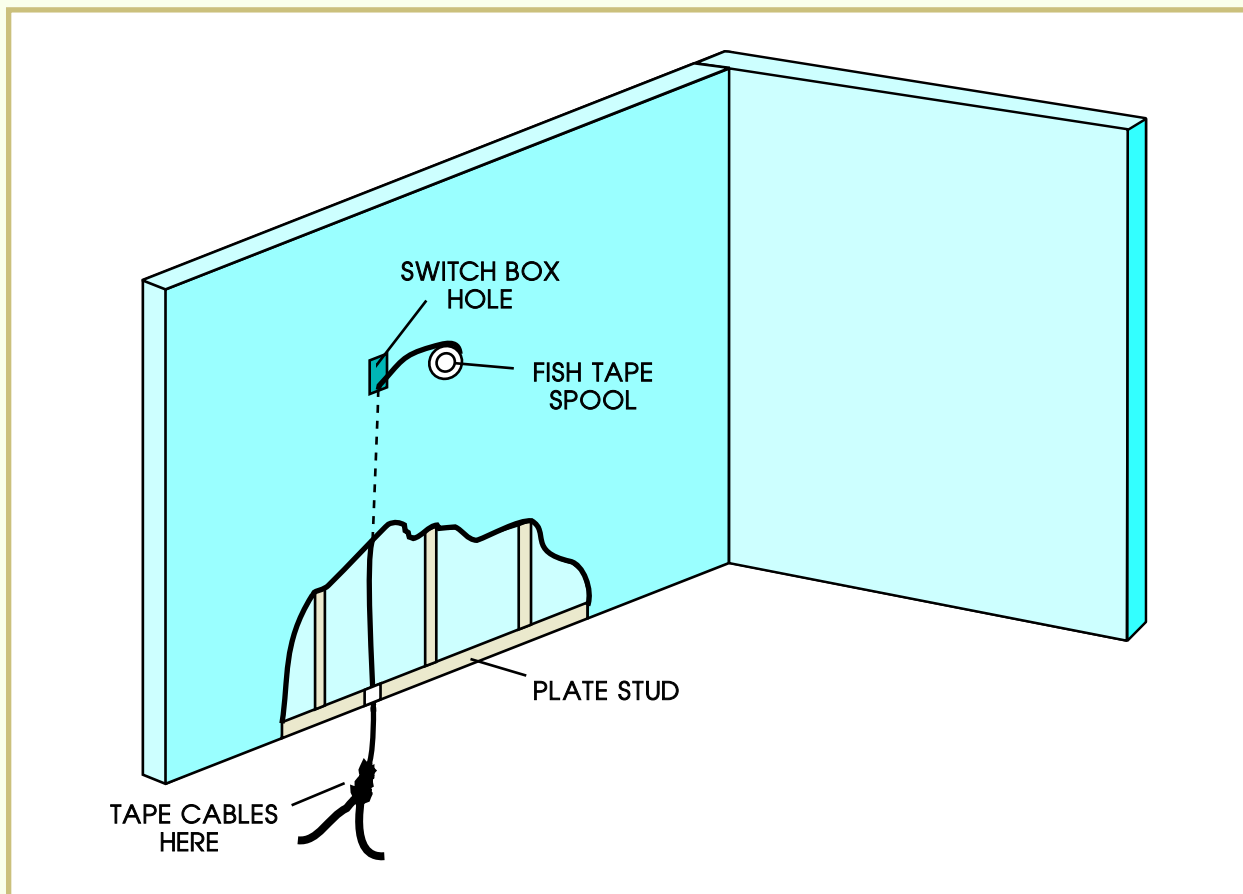 SWITCH BOX
HOLE
FISH TAPE
SPOOL
PLATE STUD
TAPE CABLES
HERE